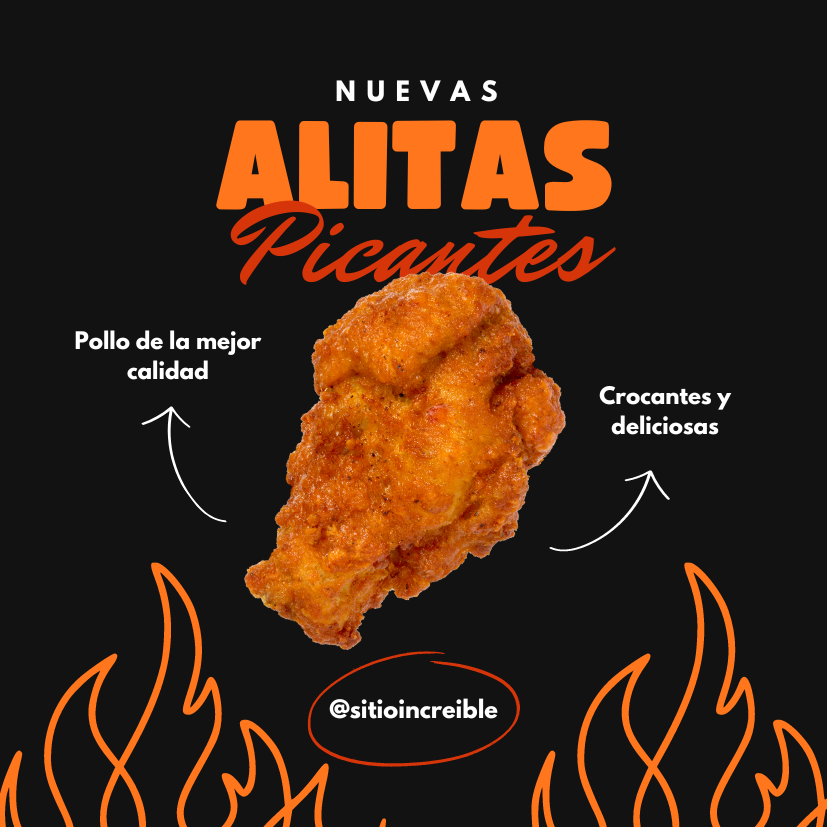 NUEVAS
ALITAS
Picantes
Pollo de la mejor
calidad
Crocantes y
deliciosas
@sitioincreible